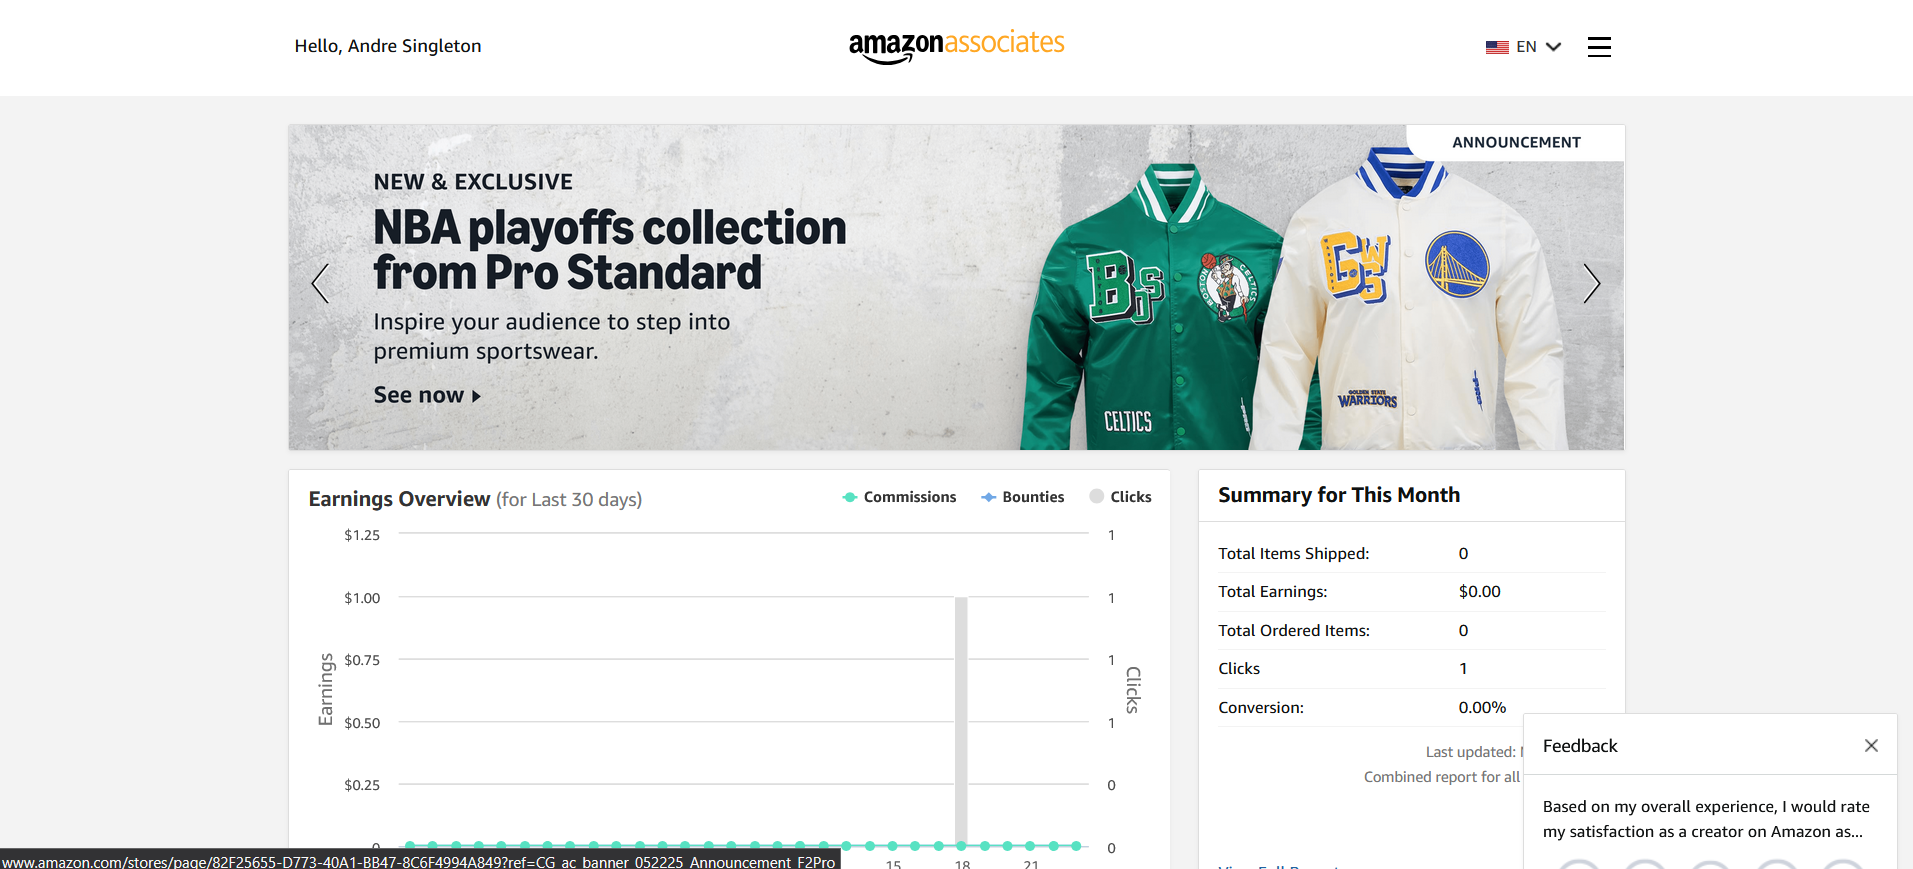 Hello, Andre Singleton
amazonassociates
EN
ANNOUNCEMENT
NEW & EXCLUSIVE
NBA playoffs collection
from Pro Standard
Inspire your audience to step into
premium sportswear.
See now
CELTICS
GOLDEN STATE
WARRIORS
Earnings Overview (for Last 30 days)
Commissions
Bounties
Clicks
$1.25
1
$1.00
1
$0.75
1
$0.50
1
$0.25
0
0
0
Earnings
Clicks
15
18
21
Summary for This Month
Total Items Shipped: 0
Total Earnings: $0.00
Total Ordered Items: 0
Clicks 1
Conversion: 0.00%
Last updated:
Combined report for all
Feedback
Based on my overall experience, I would rate
my satisfaction as a creator on Amazon as...
www.amazon.com/stores/page/82F25655-D773-40A1-BB47-8C6F4994A849?ref=CG_ac_banner_052225_Announcement_F2Pro